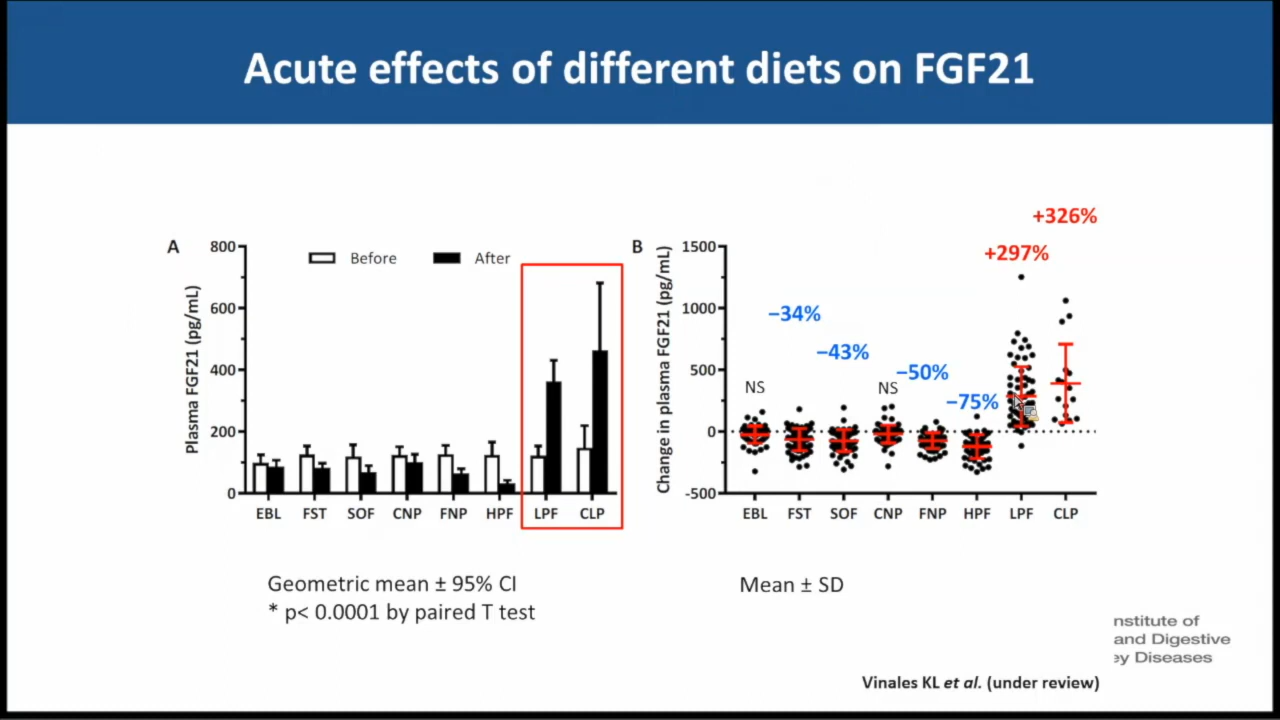 Acute effects of different diets on FGF21
A
Plasma FGF21 (pg/mL)
800
600
400
200
0
Before
After
EBL FST SOF CNP FNP HPF LPF CLP
Geometric mean ± 95% CI
* p< 0.0001 by paired T test
B
Change in plasma FGF21 (pg/mL)
1500
1000
500
0
-500
NS
−34%
−43%
NS
−50%
−75%
+297%
+326%
EBL FST SOF CNP FNP HPF LPF CLP
Mean ± SD
nstitute of
and Digestive
ey Diseases
Vinales KL et al. (under review)